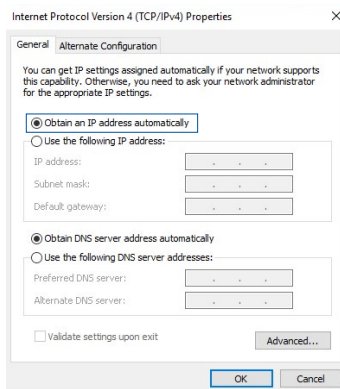 Internet Protocol Version 4 (TCP/IPv4) Properties
General
Alternate Configuration
You can get IP settings assigned automatically if your network supports
this capability. Otherwise, you need to ask your network administrator
for the appropriate IP settings.
Obtain an IP address automatically
Use the following IP address:
IP address:
Subnet mask:
Default gateway:
Obtain DNS server address automatically
Use the following DNS server addresses:
Preferred DNS server:
Alternate DNS server:
Validate settings upon exit
Advanced...
OK
Cancel